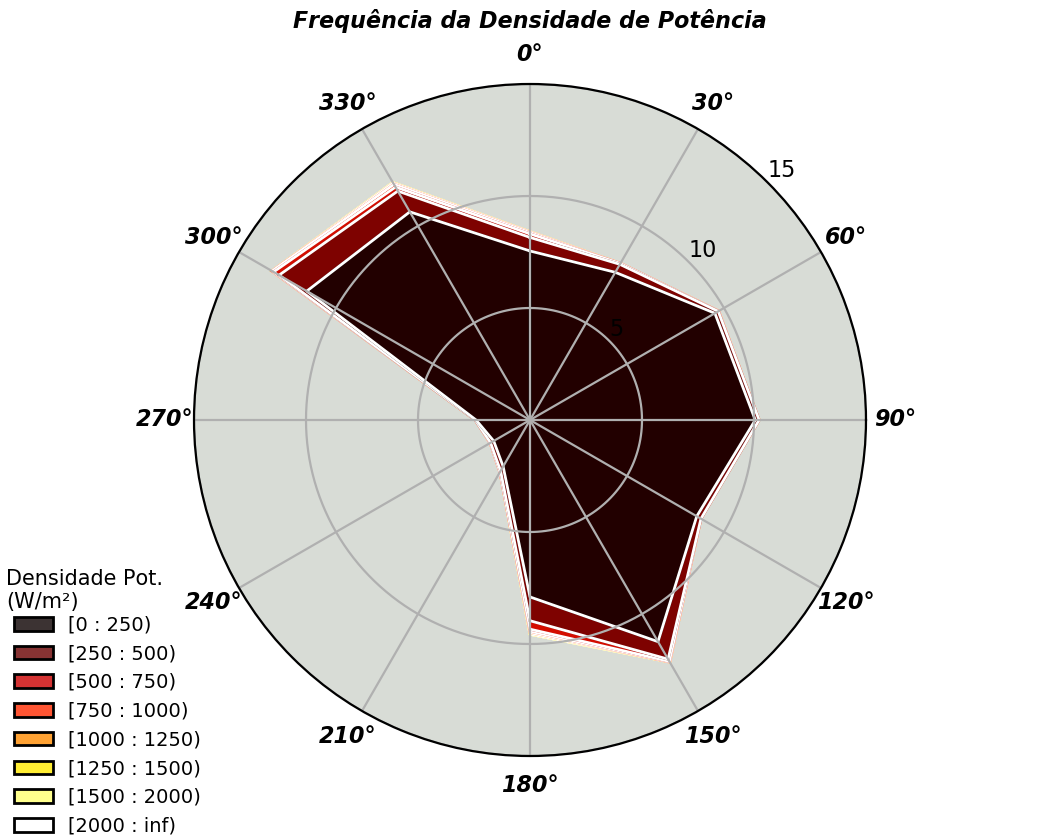 Frequência da Densidade de Potência
0°
330°
30°
15
300°
60°
10
5
270°
90°
240°
120°
210°
150°
180°
Densidade Pot.
(W/m²)
[0 : 250)
[250 : 500)
[500 : 750)
[750 : 1000)
[1000 : 1250)
[1250 : 1500)
[1500 : 2000)
[2000 : inf)